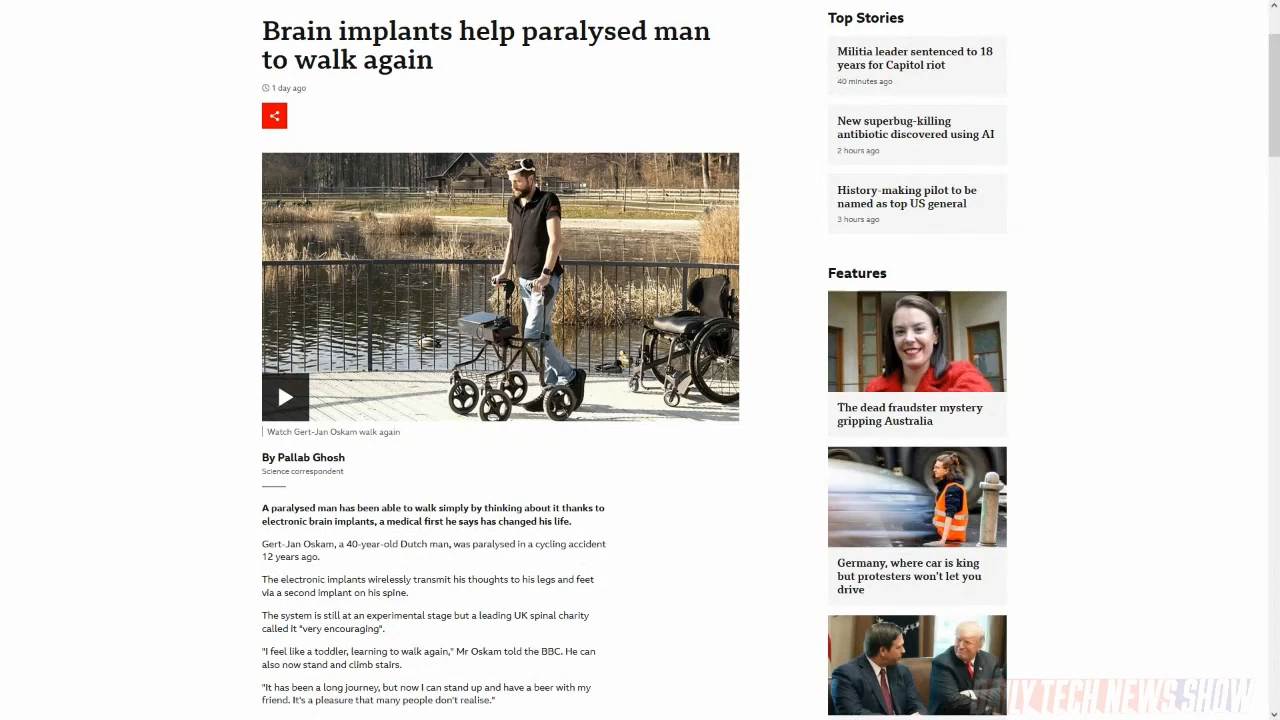 Brain implants help paralysed man
to walk again
1 day ago
Watch Gert-Jan Oskam walk again
By Pallab Ghosh
Science correspondent
A paralysed man has been able to walk simply by thinking about it thanks to
electronic brain implants, a medical first he says has changed his life.
Gert-Jan Oskam, a 40-year-old Dutch man, was paralysed in a cycling accident
12 years ago.
The electronic implants wirelessly transmit his thoughts to his legs and feet
via a second implant on his spine.
The system is still at an experimental stage but a leading UK spinal charity
called it "very encouraging".
"I feel like a toddler, learning to walk again," Mr Oskam told the BBC. He can
also now stand and climb stairs.
"It has been a long journey, but now I can stand up and have a beer with my
friend. It's a pleasure that many people don't realise."
Top Stories
Militia leader sentenced to 18
years for Capitol riot
40 minutes ago
New superbug-killing
antibiotic discovered using AI
2 hours ago
History-making pilot to be
named as top US general
3 hours ago
Features
The dead fraudster mystery
gripping Australia
Germany, where car is king
but protesters won't let you
drive
TECH NEWS SHOW